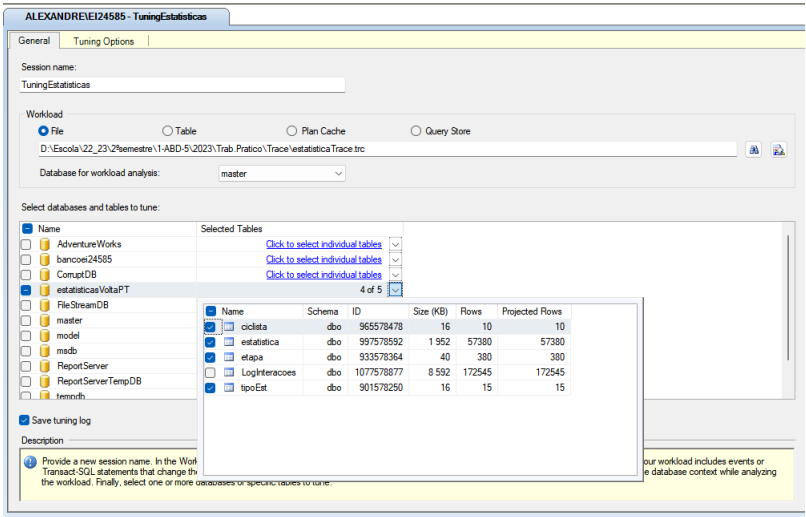 ALEXANDRE\EI24585 - TuningEstatisticas
General Tuning Options
Session name:
TuningEstatisticas
Workload
File Table Plan Cache Query Store
D:\Escola\22_23\2ºsemestre\1-ABD-5\2023\Trab.Pratico\Trace\estatisticaTrace.trc
Database for workload analysis: master
Select databases and tables to tune:
Name Selected Tables
AdventureWorks Click to select individual tables
bancoei24585 Click to select individual tables
CorruptDB Click to select individual tables
estatisticasVoltaPT 4 of 5
FileStreamDB
master
model
msdb
ReportServer
ReportServerTempDB
tempdb
Name Schema ID Size (KB) Rows Projected Rows
ciclista dbo 965578478 16 10 10
estatistica dbo 997578592 1 952 57380 57380
etapa dbo 933578364 40 380 380
LogInteracoes dbo 1077578877 8 592 172545 172545
tipoEst dbo 901578250 16 15 15
Save tuning log
Description
Provide a new session name. In the Work our workload includes events or
Transact-SQL statements that change the e database context while analyzing
the workload. Finally, select one or more databases or specific tables to tune.